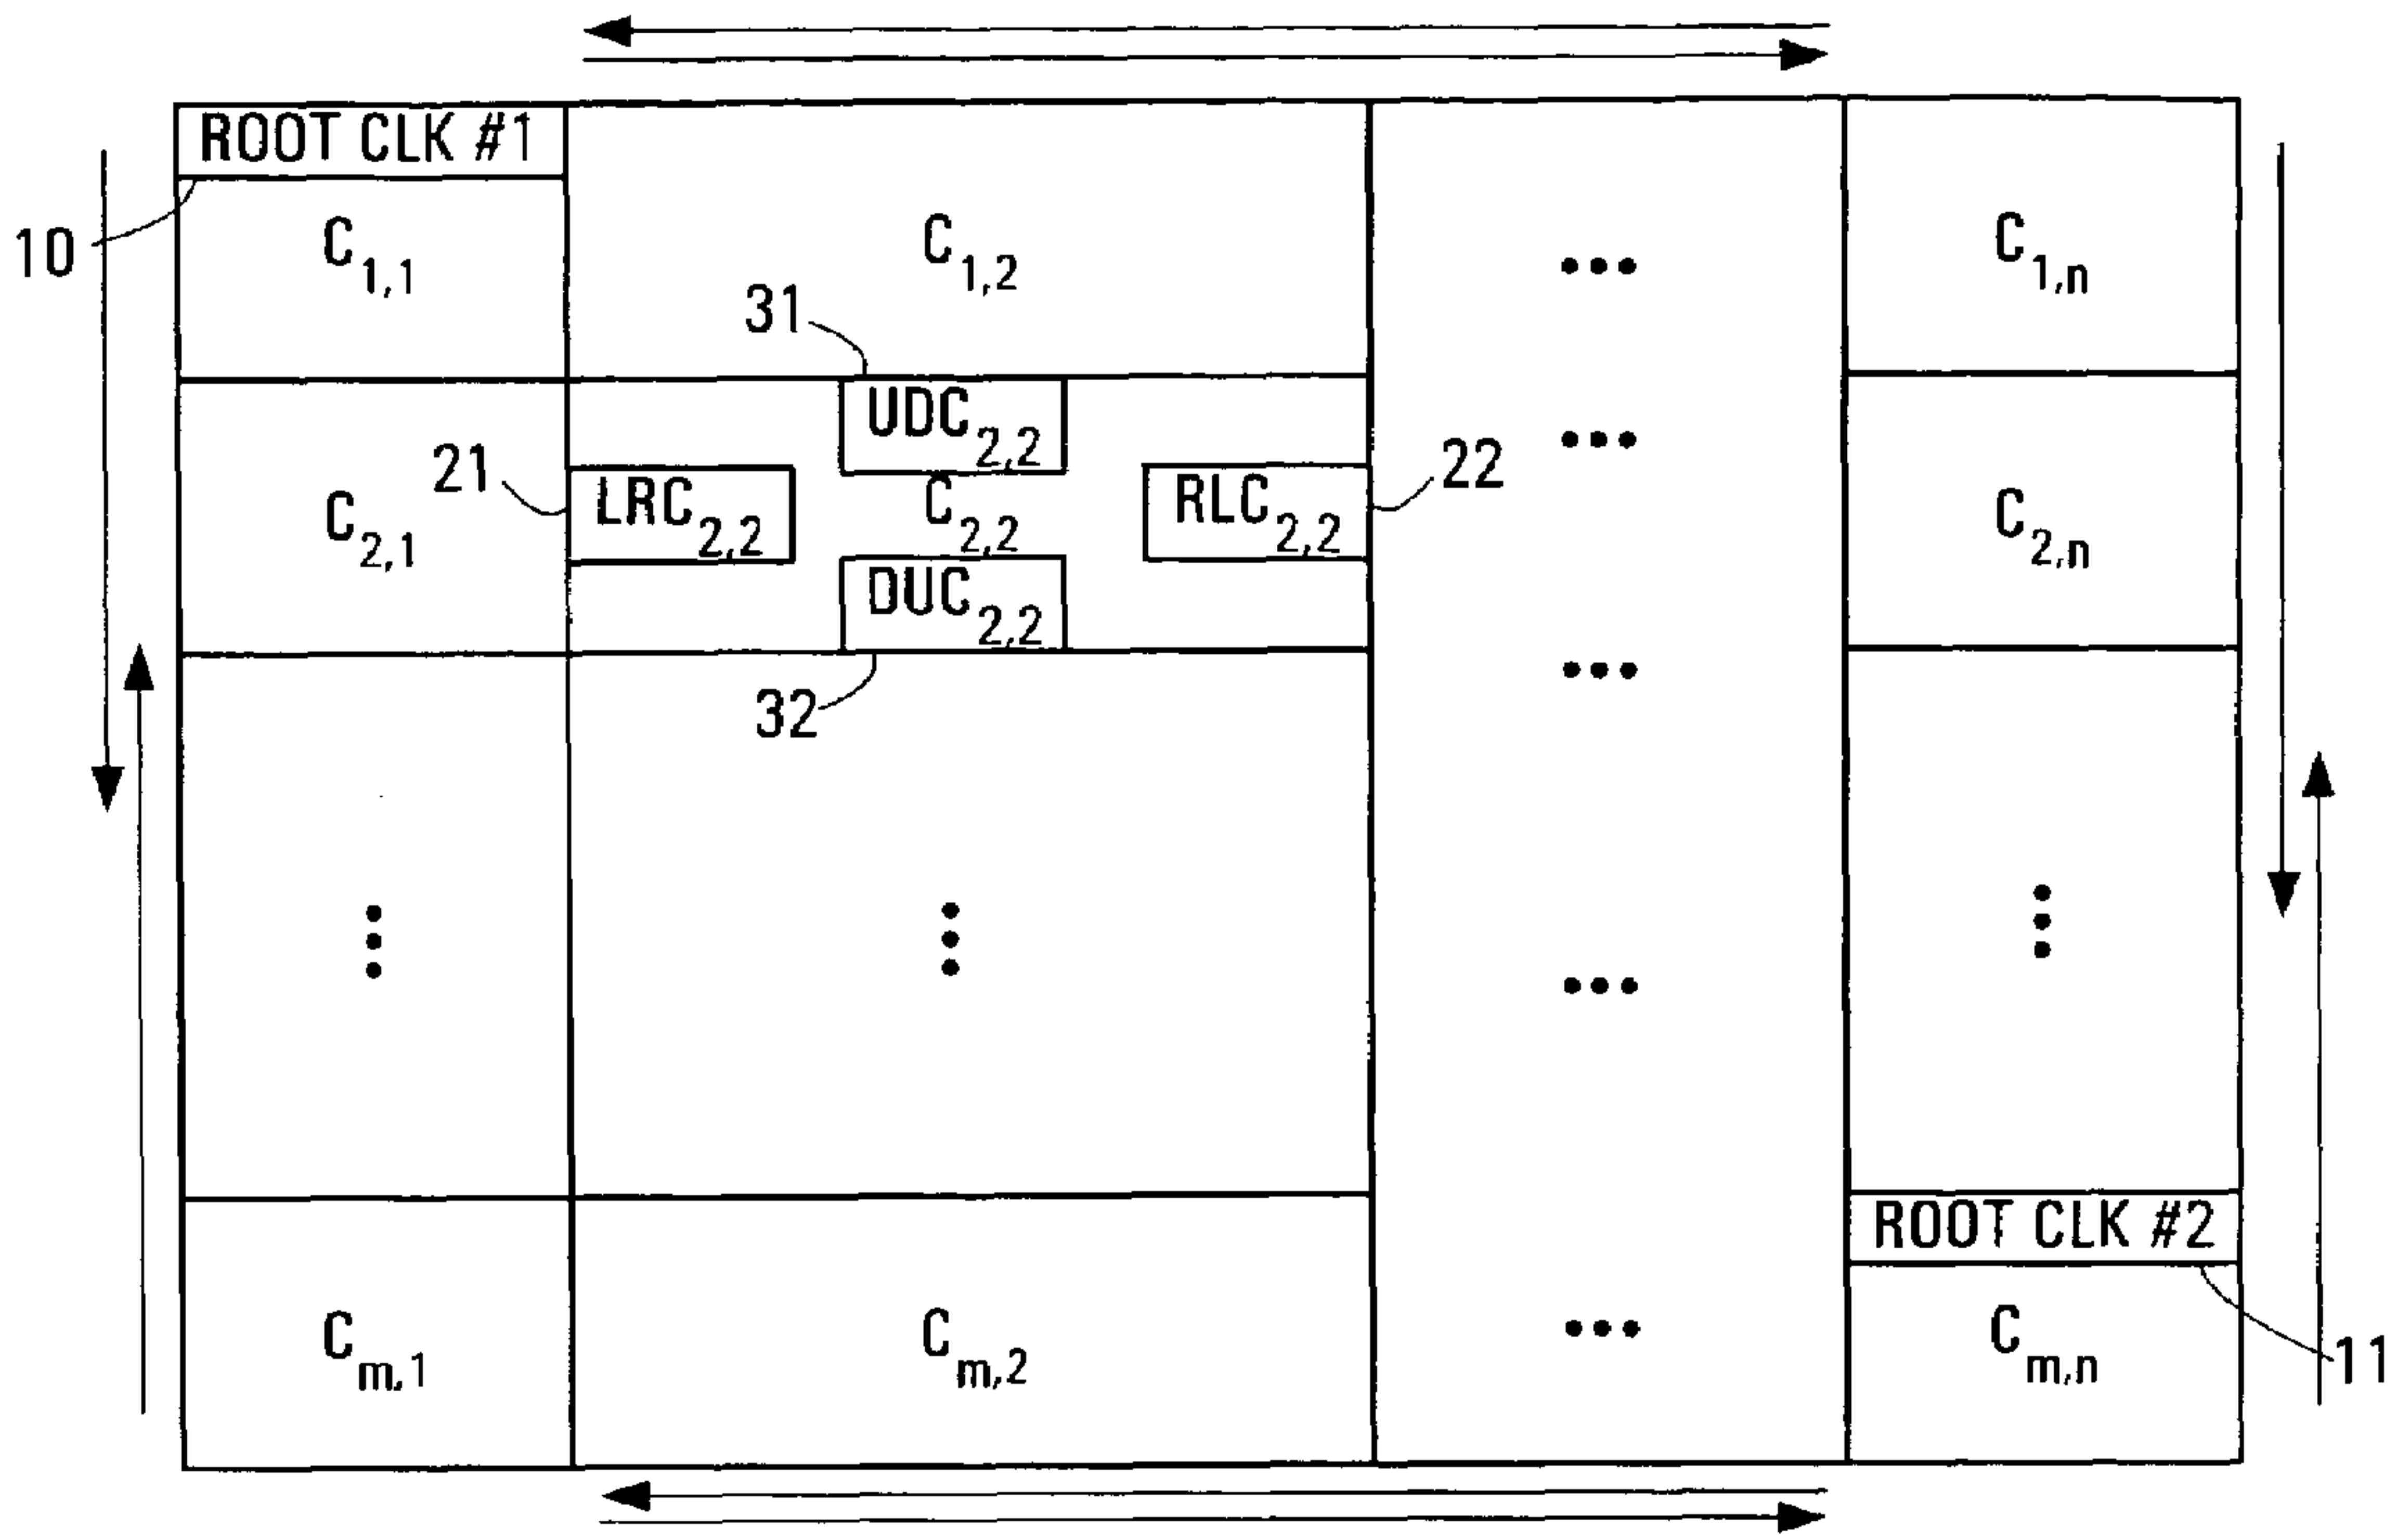 ROOT CLK #1
10
C1,1
C1,2
•••
C1,n
31
UDC2,2
•••
21
LRC2,2
C2,2
RLC2,2
22
C2,1
C2,n
DUC2,2
32
•••
•••
ROOT CLK #2
Cm,1
Cm,2
•••
Cm,n
11